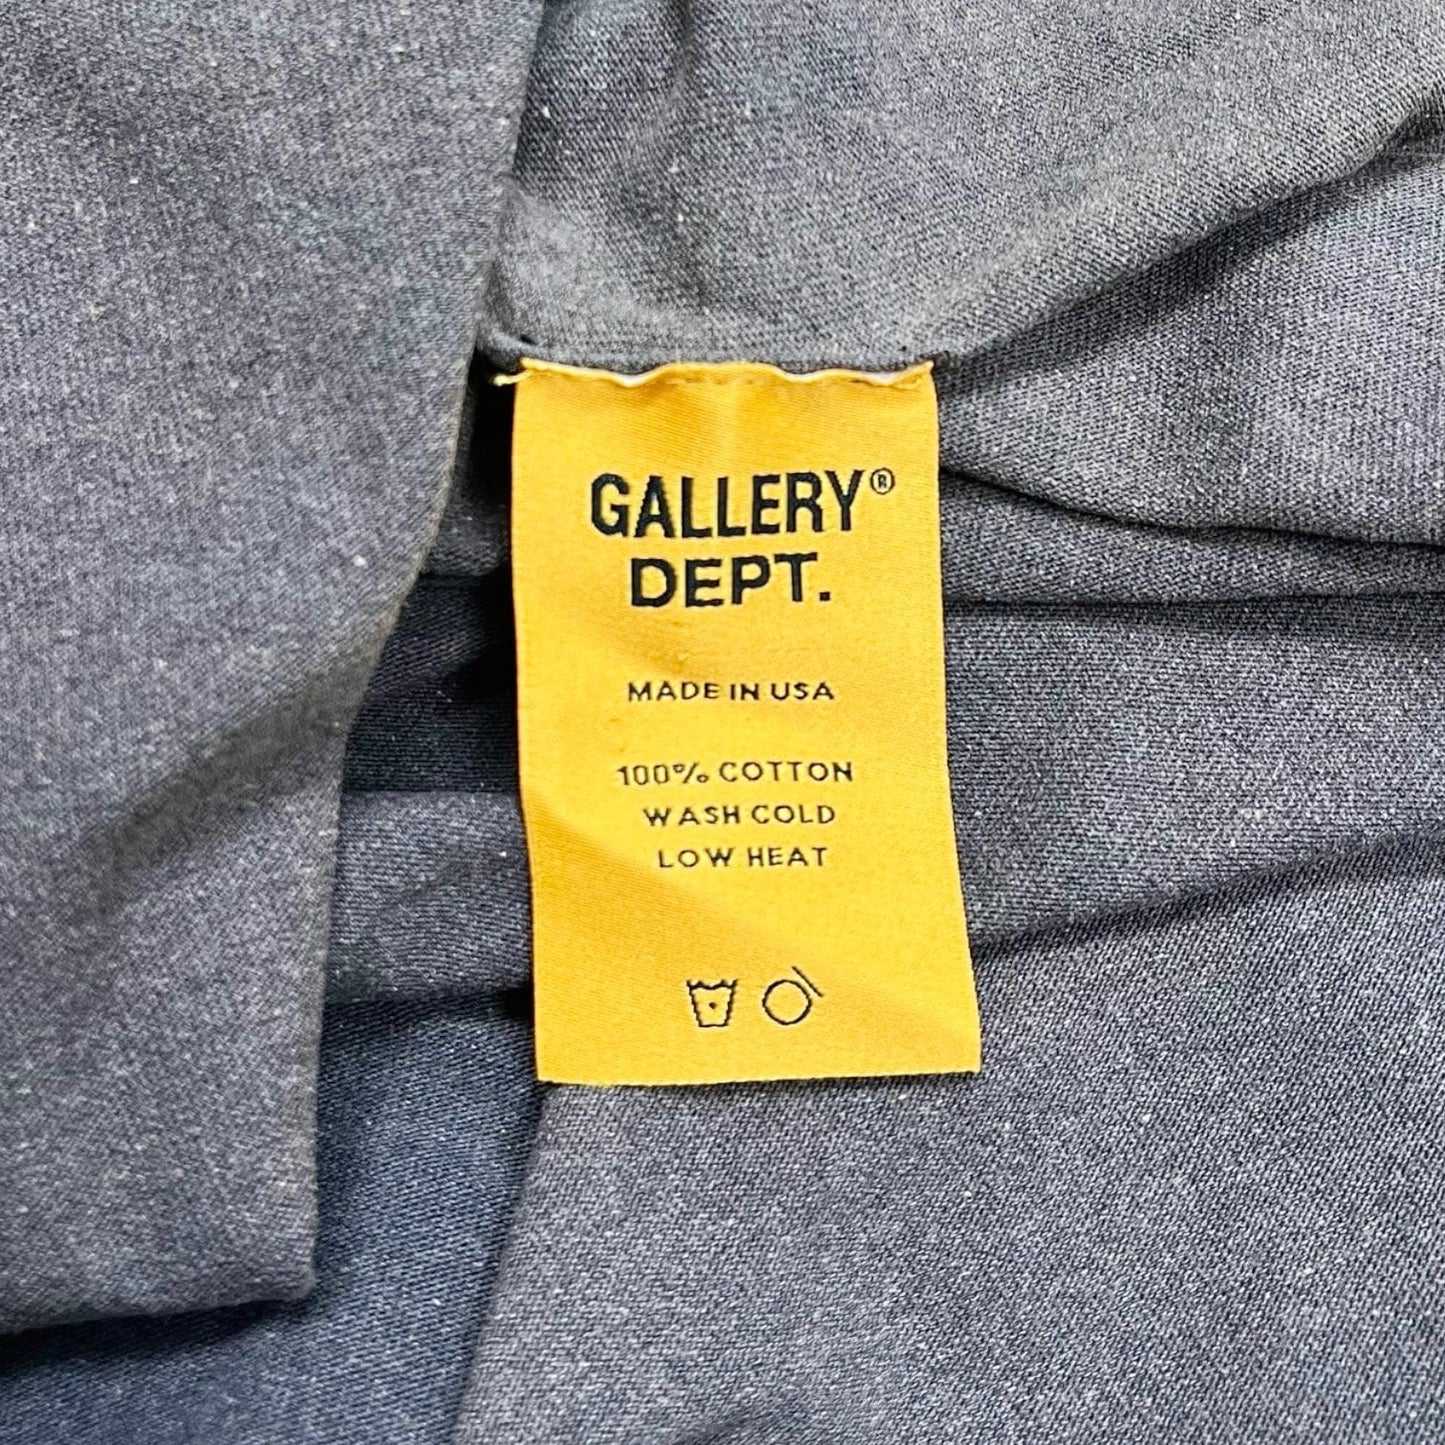 GALLERY®
DEPT.
MADE IN USA
100% COTTON
WASH COLD
LOW HEAT